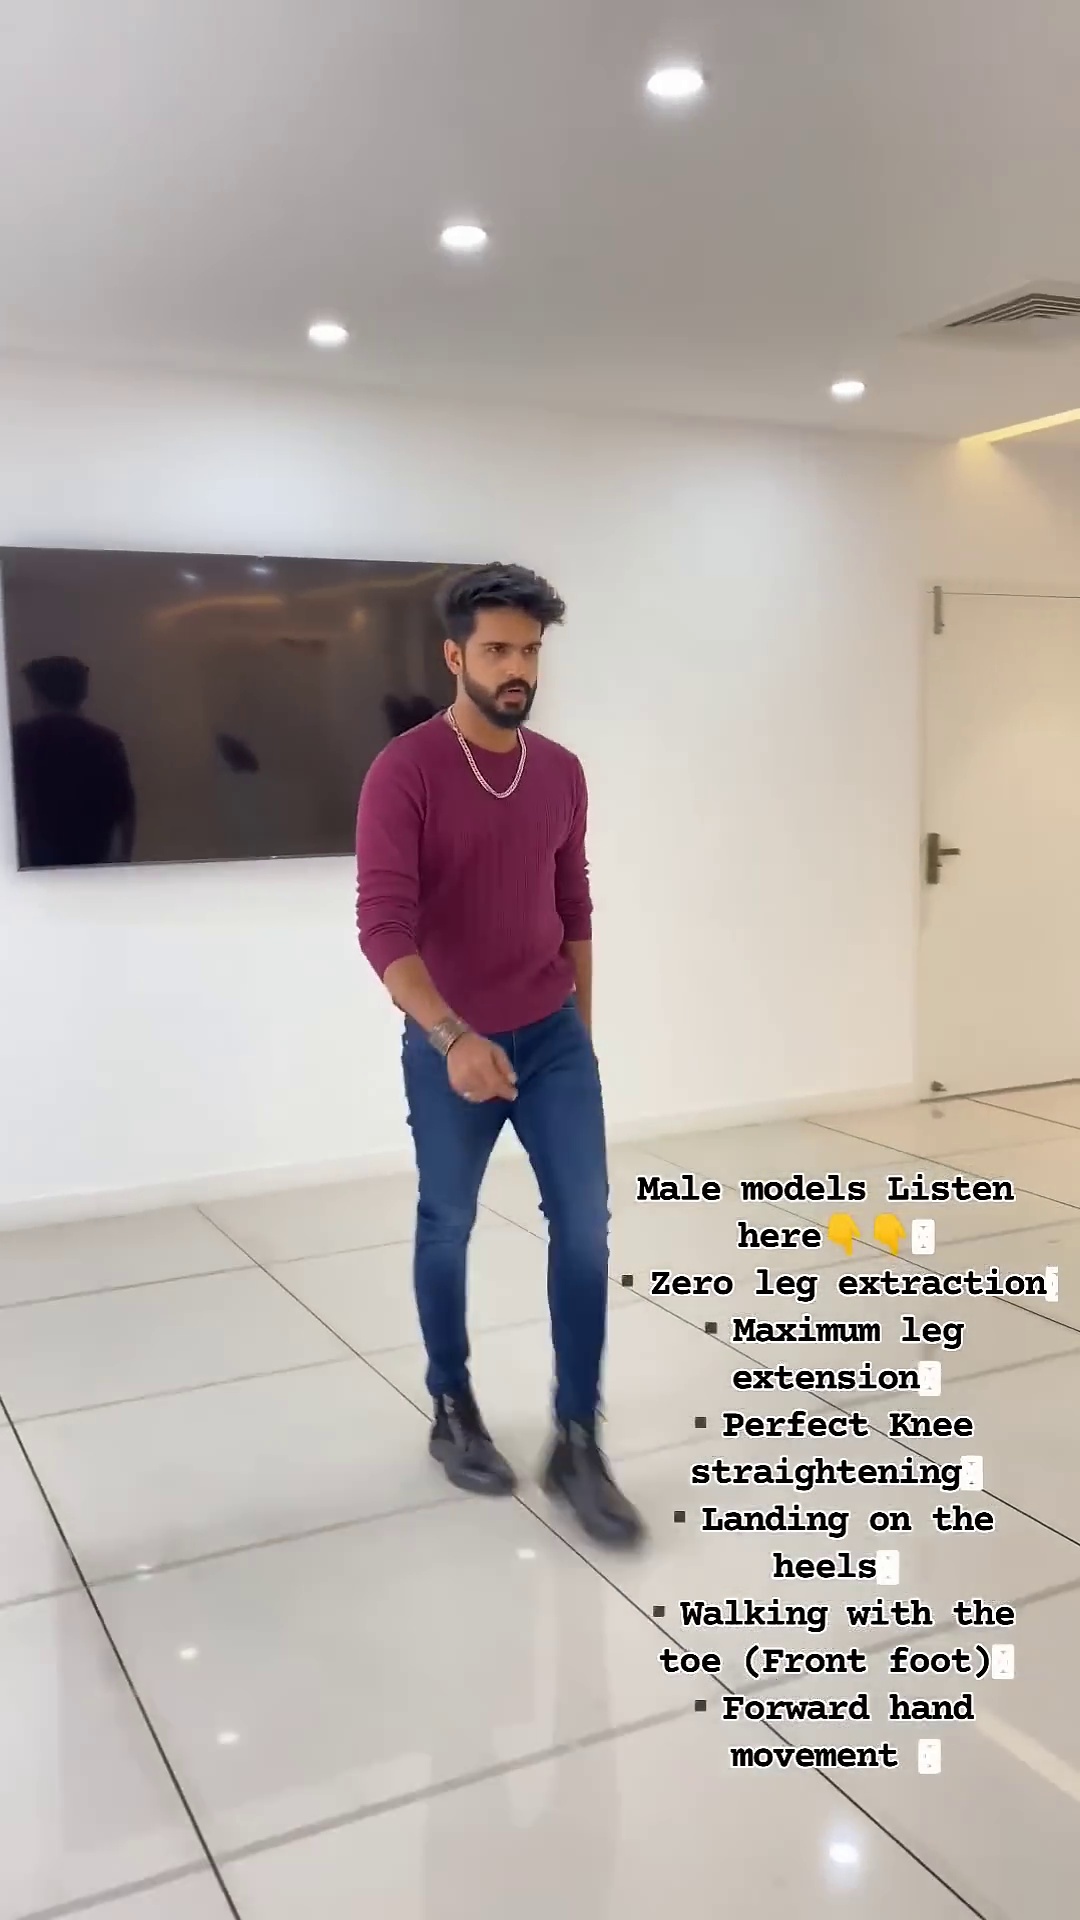 Male models Listen
here👇👇
▪ Zero leg extraction
▪ Maximum leg
extension
▪ Perfect Knee
straightening
▪ Landing on the
heels
▪ Walking with the
toe (Front foot)
▪ Forward hand
movement